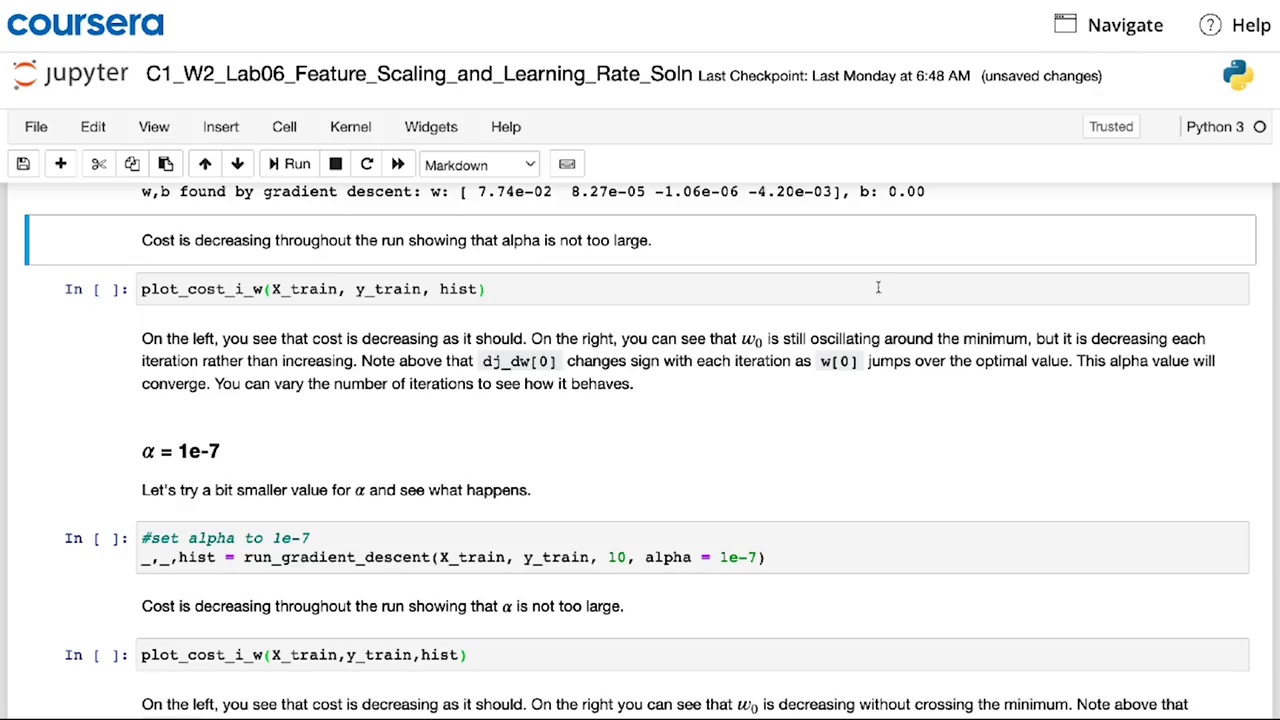 coursera
Navigate
Help
jupyter C1_W2_Lab06_Feature_Scaling_and_Learning_Rate_Soln Last Checkpoint: Last Monday at 6:48 AM (unsaved changes)
File Edit View Insert Cell Kernel Widgets Help Trusted Python 3
Run Markdown
w,b found by gradient descent: w: [ 7.74e-02 8.27e-05 -1.06e-06 -4.20e-03], b: 0.00
Cost is decreasing throughout the run showing that alpha is not too large.
In [ ]: plot_cost_i_w(X_train, y_train, hist)
On the left, you see that cost is decreasing as it should. On the right, you can see that w₀ is still oscillating around the minimum, but it is decreasing each
iteration rather than increasing. Note above that dj_dw[0] changes sign with each iteration as w[0] jumps over the optimal value. This alpha value will
converge. You can vary the number of iterations to see how it behaves.
α = 1e-7
Let's try a bit smaller value for α and see what happens.
In [ ]: #set alpha to 1e-7
_,_,hist = run_gradient_descent(X_train, y_train, 10, alpha = 1e-7)
Cost is decreasing throughout the run showing that α is not too large.
In [ ]: plot_cost_i_w(X_train,y_train,hist)
On the left, you see that cost is decreasing as it should. On the right you can see that w₀ is decreasing without crossing the minimum. Note above that